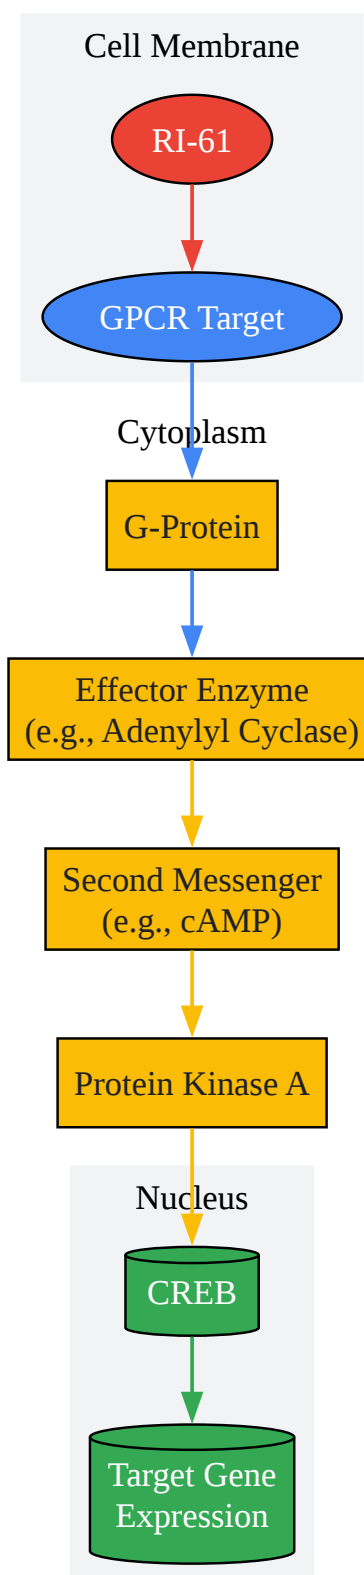 Cell Membrane
RI-61
GPCR Target
Cytoplasm
G-Protein
Effector Enzyme
(e.g., Adenylyl Cyclase)
Second Messenger
(e.g., cAMP)
Protein Kinase A
Nucleus
CREB
Target Gene
Expression